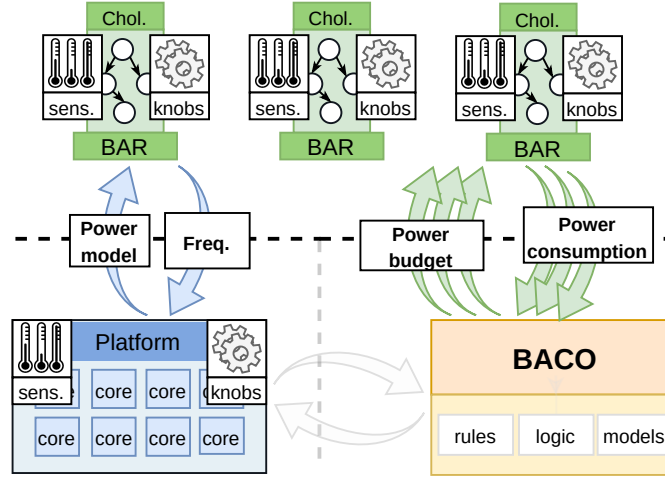 Chol.
Chol.
Chol.
sens.
knobs
sens.
knobs
sens.
knobs
BAR
BAR
BAR
Power
model
Freq.
Power
budget
Power
consumption
Platform
sens.
knobs
core
core
core
core
core
core
BACO
rules
logic
models